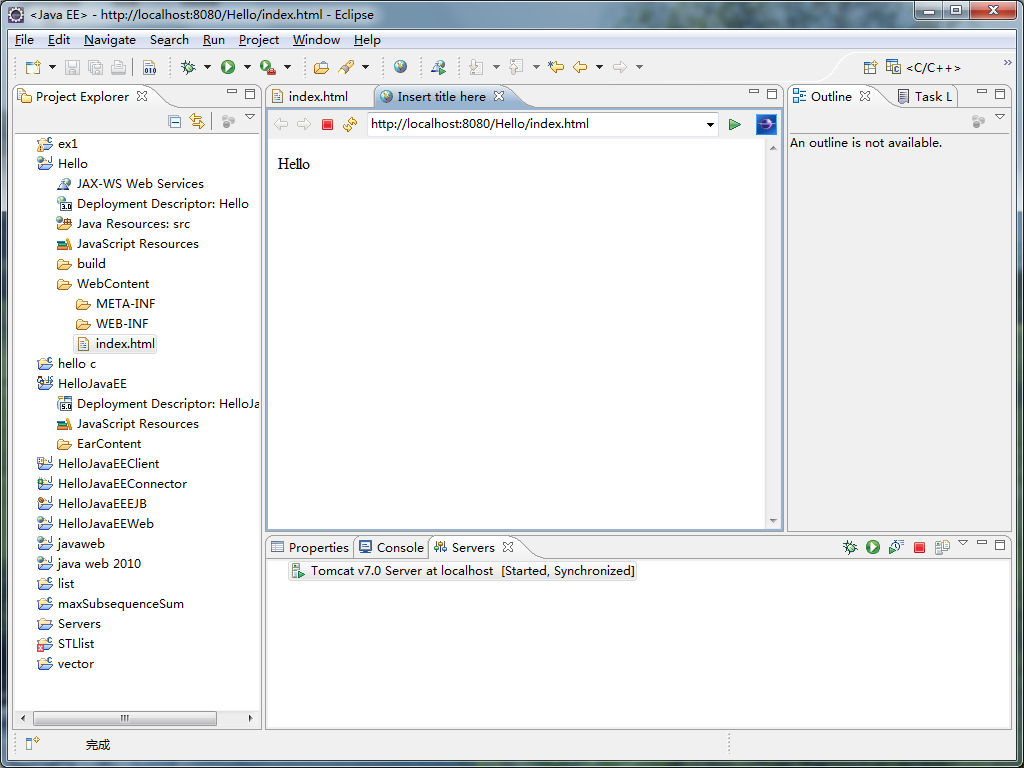 <Java EE> - http://localhost:8080/Hello/index.html - Eclipse
File Edit Navigate Search Run Project Window Help
<C/C++>
Project Explorer
index.html
Insert title here
Outline
Task L
http://localhost:8080/Hello/index.html
An outline is not available.
Hello
ex1
Hello
JAX-WS Web Services
3.0 Deployment Descriptor: Hello
Java Resources: src
JavaScript Resources
build
WebContent
META-INF
WEB-INF
index.html
hello c
HelloJavaEE
5.0 Deployment Descriptor: HelloJa
JavaScript Resources
EarContent
HelloJavaEEClient
HelloJavaEEConnector
HelloJavaEEEJB
HelloJavaEEWeb
javaweb
java web 2010
list
maxSubsequenceSum
Servers
STLlist
vector
Properties
Console
Servers
Tomcat v7.0 Server at localhost [Started, Synchronized]
完成